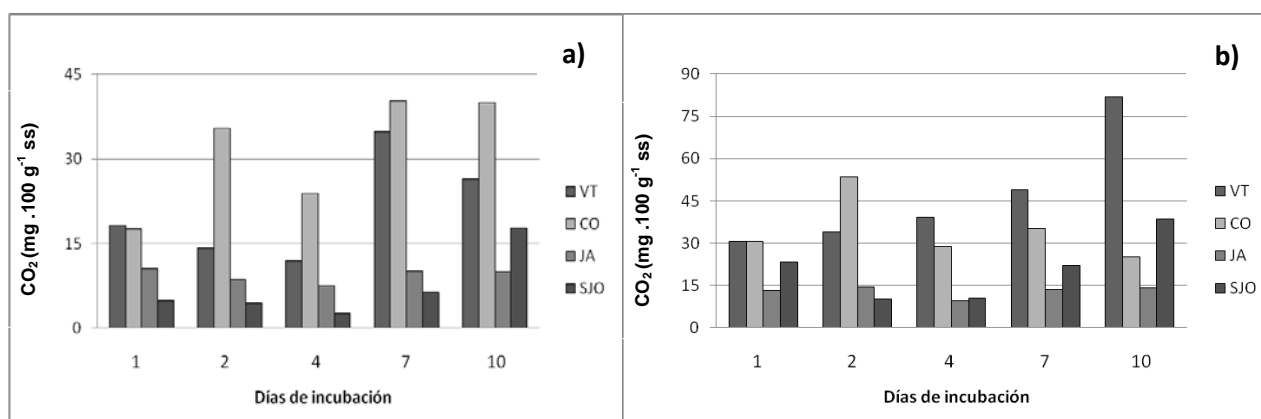 a)
CO₂ (mg .100 g⁻¹ ss)
45
30
15
0
1 2 4 7 10
Días de incubación
VT
CO
JA
SJO
b)
CO₂ (mg .100 g⁻¹ ss)
90
75
60
45
30
15
0
1 2 4 7 10
Días de incubación
VT
CO
JA
SJO